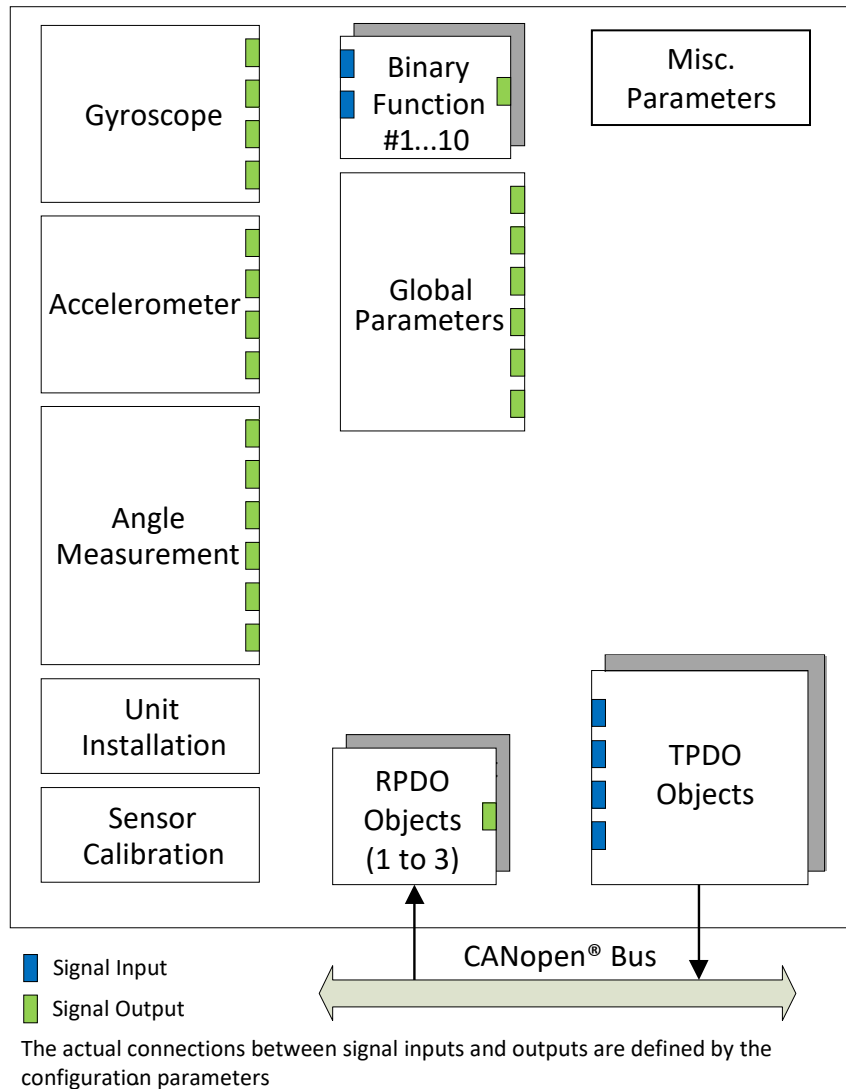 Gyroscope
Binary
Function
#1...10
Misc.
Parameters
Accelerometer
Global
Parameters
Angle
Measurement
Unit
Installation
Sensor
Calibration
RPDO
Objects
(1 to 3)
TPDO
Objects
CANopen® Bus
Signal Input
Signal Output
The actual connections between signal inputs and outputs are defined by the
configuration parameters